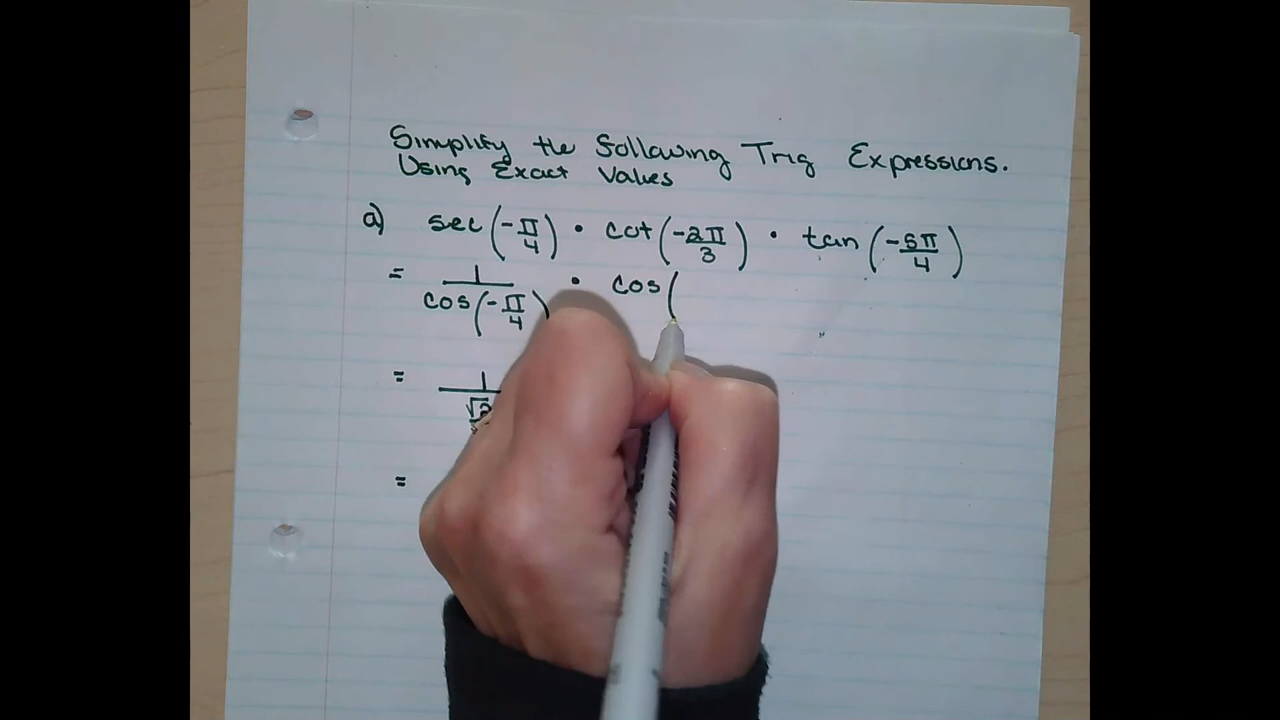 Simplify the following Trig Expressions.
Using Exact Values
a) sec(-π/4) · cot(-2π/3) · tan(-5π/4)
= 1/cos(-π/4) · cos(
= 1/√2
=